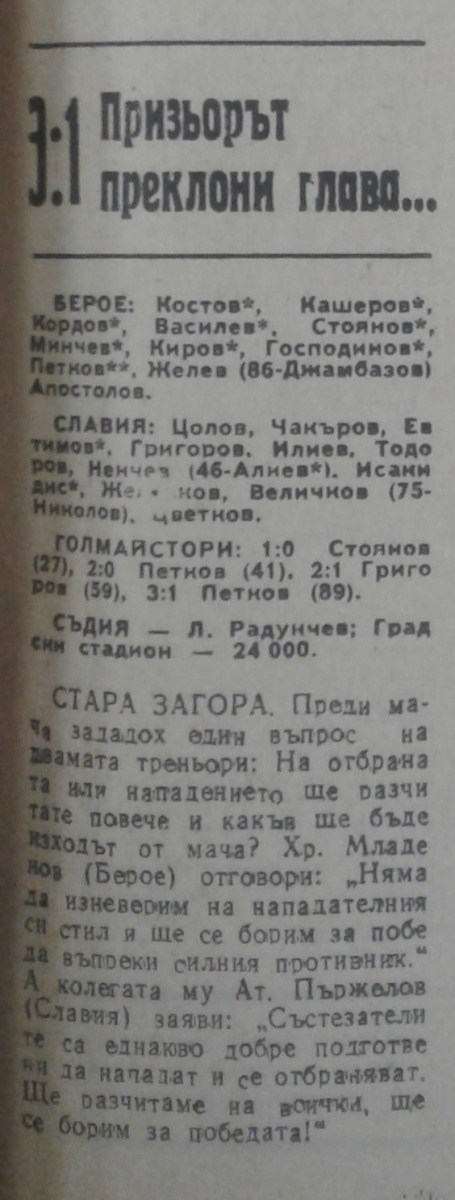 3:1 Призьорът
преклони глава...
БЕРОЕ: Костов*, Кашеров*,
Кордов*, Василев*, Стоянов*,
Минчев*, Киров*, Господинов*,
Петков**, Желев (86-Джамбазов)
Апостолов.
СЛАВИЯ: Цолов, Чакъров, Ев
тимов*, Григоров, Илиев, Тодо
ров, Ненчев (46-Алиев*), Исаки
дис*, Величков (75-
Николов), Цветков.
ГОЛМАЙСТОРИ: 1:0 Стоянов
(27), 2:0 Петков (41), 2:1 Григо
ров (59), 3:1 Петков (89).
СЪДИЯ — Л. Радунчев; Град
ски стадион — 24 000.
СТАРА ЗАГОРА. Преди ма-
ча зададох един въпрос на
двамата треньори: На отбрана
та или нападението ще разчи
тате повече и какъв ще бъде
изходът от мача? Хр. Младе
нов (Берое) отговори: „Няма
да изневерим на нападателния
си стил и ще се борим за побе
да въпреки силния противник."
А колегата му Ат. Пържелов
(Славия) заяви: „Състезатели
те са еднакво добре подготве
ни да нападат и се отбраняват.
Ще разчитаме на всички, ще
се борим за победата!"